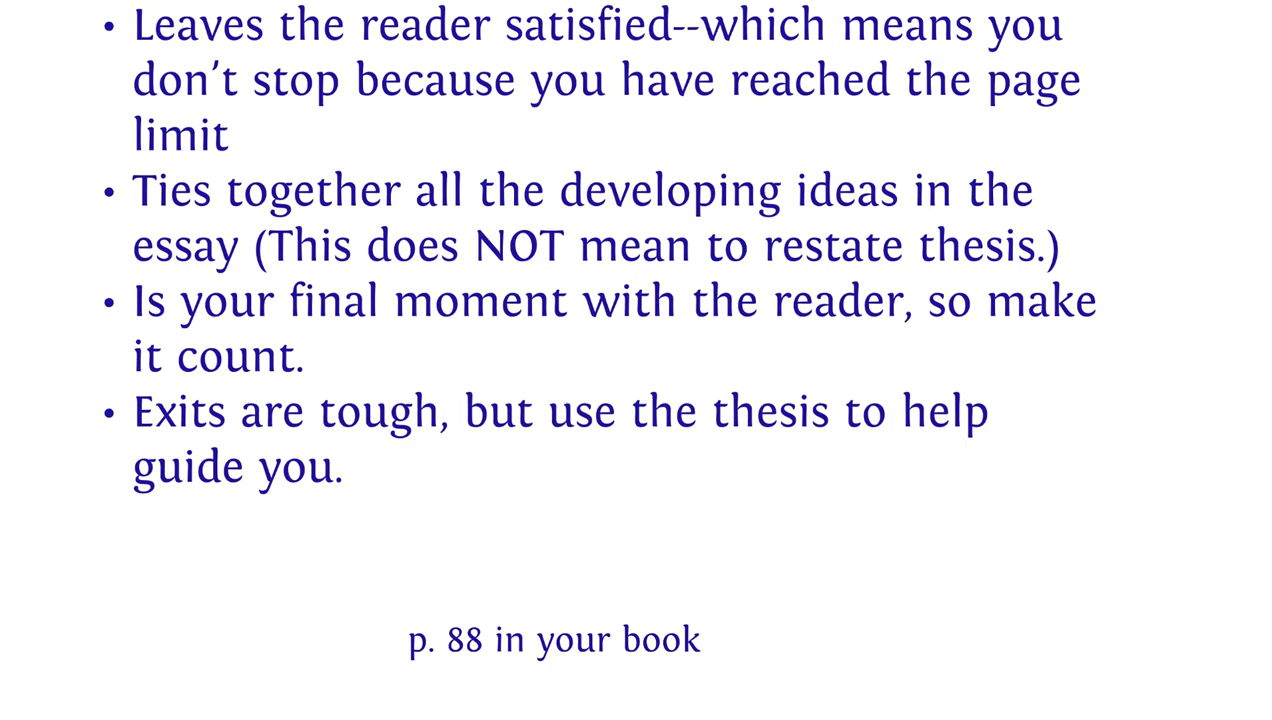 • Leaves the reader satisfied--which means you
don't stop because you have reached the page
limit
• Ties together all the developing ideas in the
essay (This does NOT mean to restate thesis.)
• Is your final moment with the reader, so make
it count.
• Exits are tough, but use the thesis to help
guide you.
p. 88 in your book